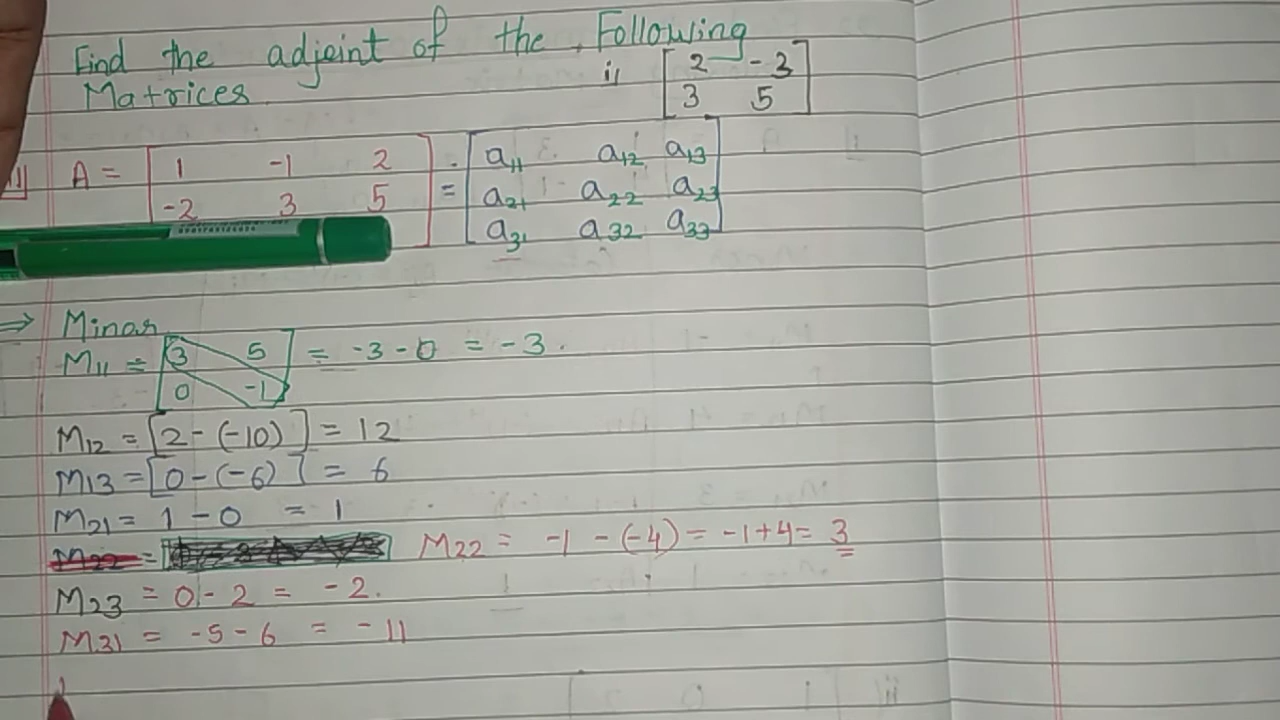 Find the adjoint of the Following
Matrices i) [2 -3
3 5]
A = [1 -1 2
-2 3 5] = [a11 a12 a13
a21 a22 a23
a31 a32 a33]
⇒ Minor
M11 = [3 5
0 -1] = -3 - 0 = -3.
M12 = [2 - (-10)] = 12
M13 = [0 - (-6)] = 6
M21 = 1 - 0 = 1
M22 = M22 = -1 - (-4) = -1+4 = 3
M23 = 0 - 2 = -2.
M31 = -5 - 6 = -11